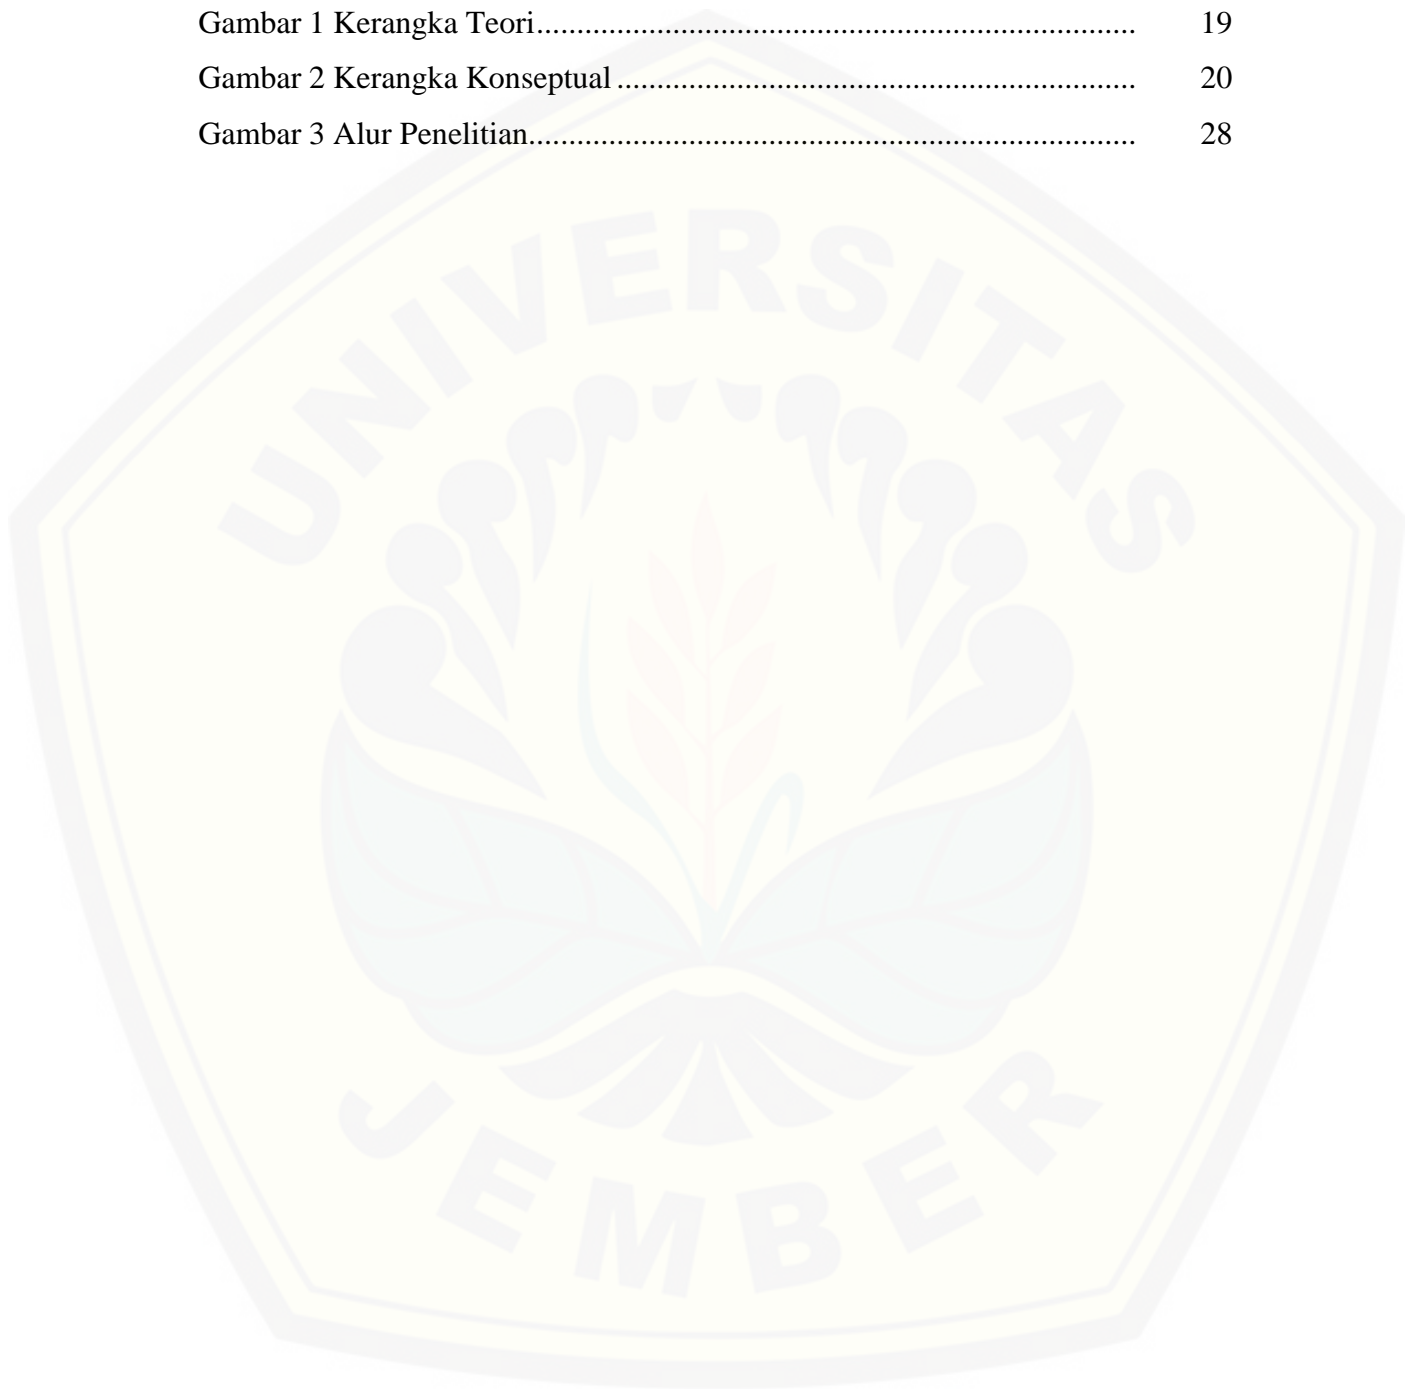 Gambar 1 Kerangka Teori.......................................................................... 19
Gambar 2 Kerangka Konseptual ................................................................ 20
Gambar 3 Alur Penelitian........................................................................... 28
UNIVERSITAS
JEMBER